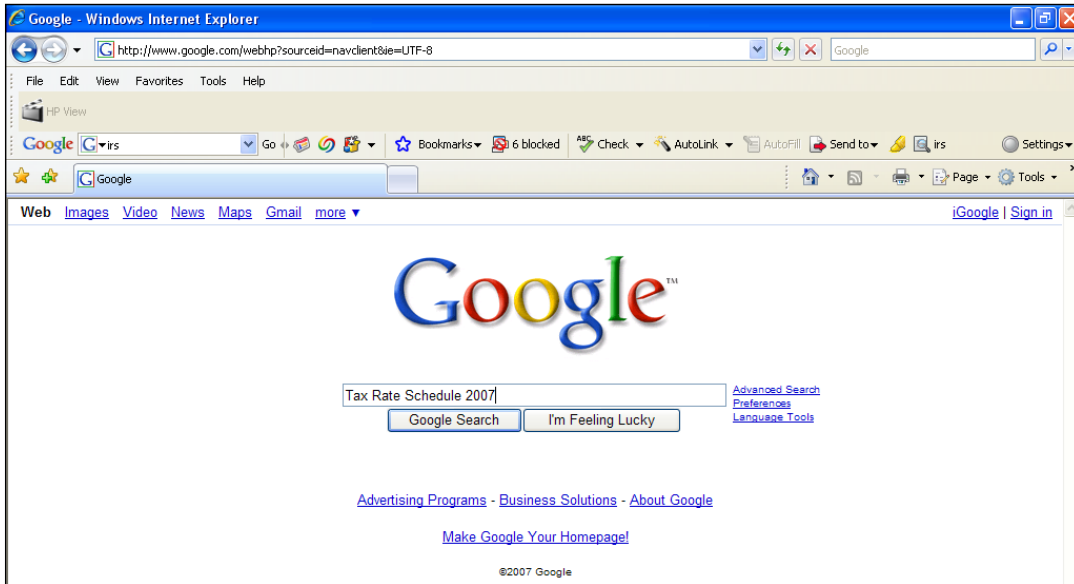 Google - Windows Internet Explorer
http://www.google.com/webhp?sourceid=navclient&ie=UTF-8 Google
File Edit View Favorites Tools Help
HP View
Google G irs Go Bookmarks 6 blocked ABC Check AutoLink AutoFill Send to irs Settings
G Google Page Tools
Web Images Video News Maps Gmail more ▼ iGoogle | Sign in
Google™
Tax Rate Schedule 2007 Advanced Search
Preferences
Google Search I'm Feeling Lucky Language Tools
Advertising Programs - Business Solutions - About Google
Make Google Your Homepage!
©2007 Google